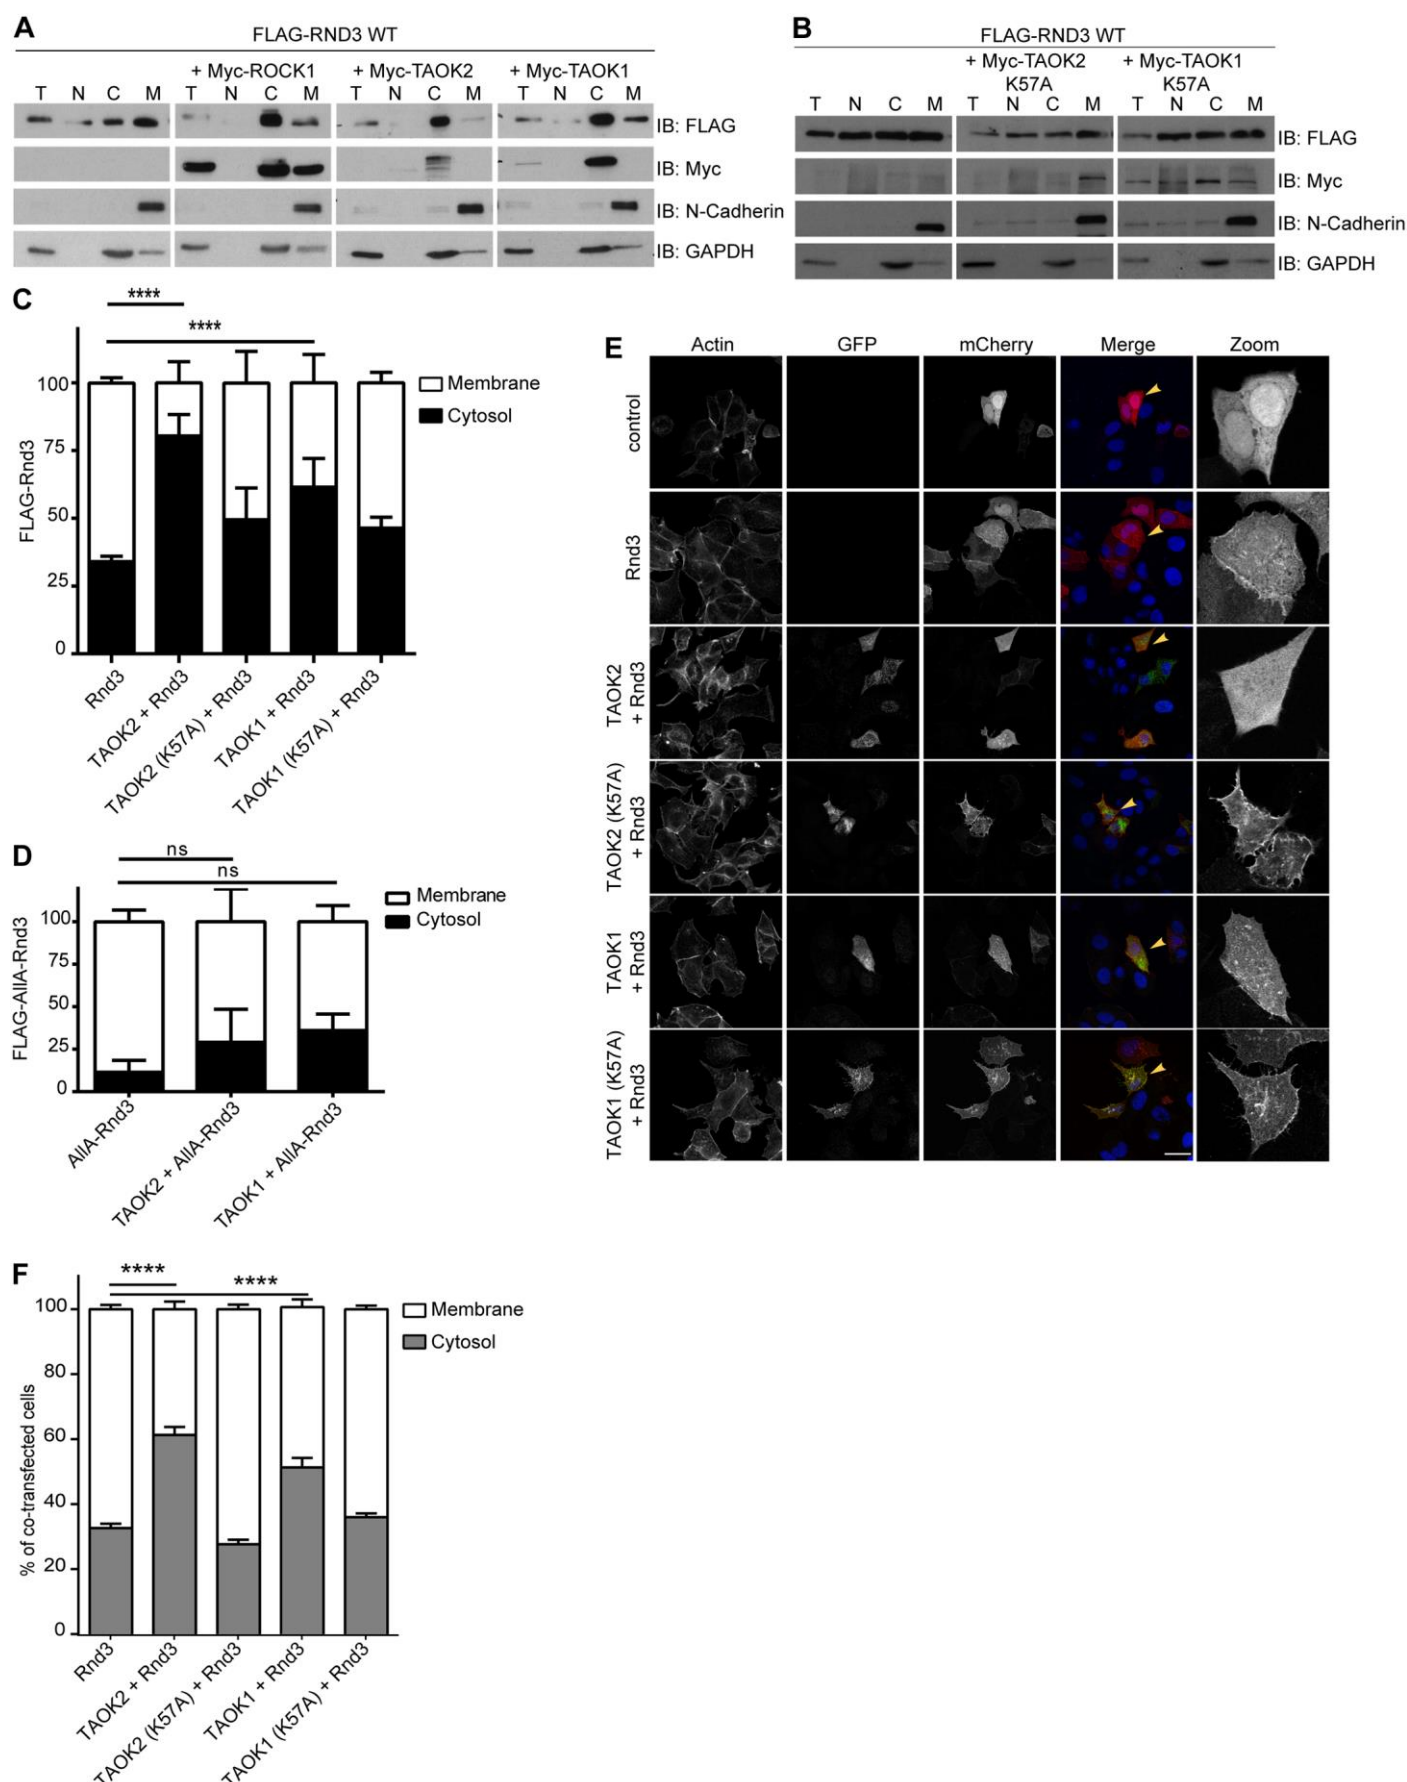 A
FLAG-RND3 WT
+ Myc-ROCK1 + Myc-TAOK2 + Myc-TAOK1
T N C M T N C M T N C M T N C M
IB: FLAG
IB: Myc
IB: N-Cadherin
IB: GAPDH
B
FLAG-RND3 WT
+ Myc-TAOK2 + Myc-TAOK1
K57A K57A
T N C M T N C M T N C M
IB: FLAG
IB: Myc
IB: N-Cadherin
IB: GAPDH
C
****
****
FLAG-Rnd3
100
75
50
25
0
Membrane
Cytosol
Rnd3
TAOK2 + Rnd3
TAOK2 (K57A) + Rnd3
TAOK1 + Rnd3
TAOK1 (K57A) + Rnd3
D
ns
ns
FLAG-AllA-Rnd3
100
75
50
25
0
Membrane
Cytosol
AllA-Rnd3
TAOK2 + AllA-Rnd3
TAOK1 + AllA-Rnd3
E
Actin GFP mCherry Merge Zoom
control
Rnd3
TAOK2
+ Rnd3
TAOK2 (K57A)
+ Rnd3
TAOK1
+ Rnd3
TAOK1 (K57A)
+ Rnd3
F
****
****
% of co-transfected cells
100
80
60
40
20
0
Membrane
Cytosol
Rnd3
TAOK2 + Rnd3
TAOK2 (K57A) + Rnd3
TAOK1 + Rnd3
TAOK1 (K57A) + Rnd3